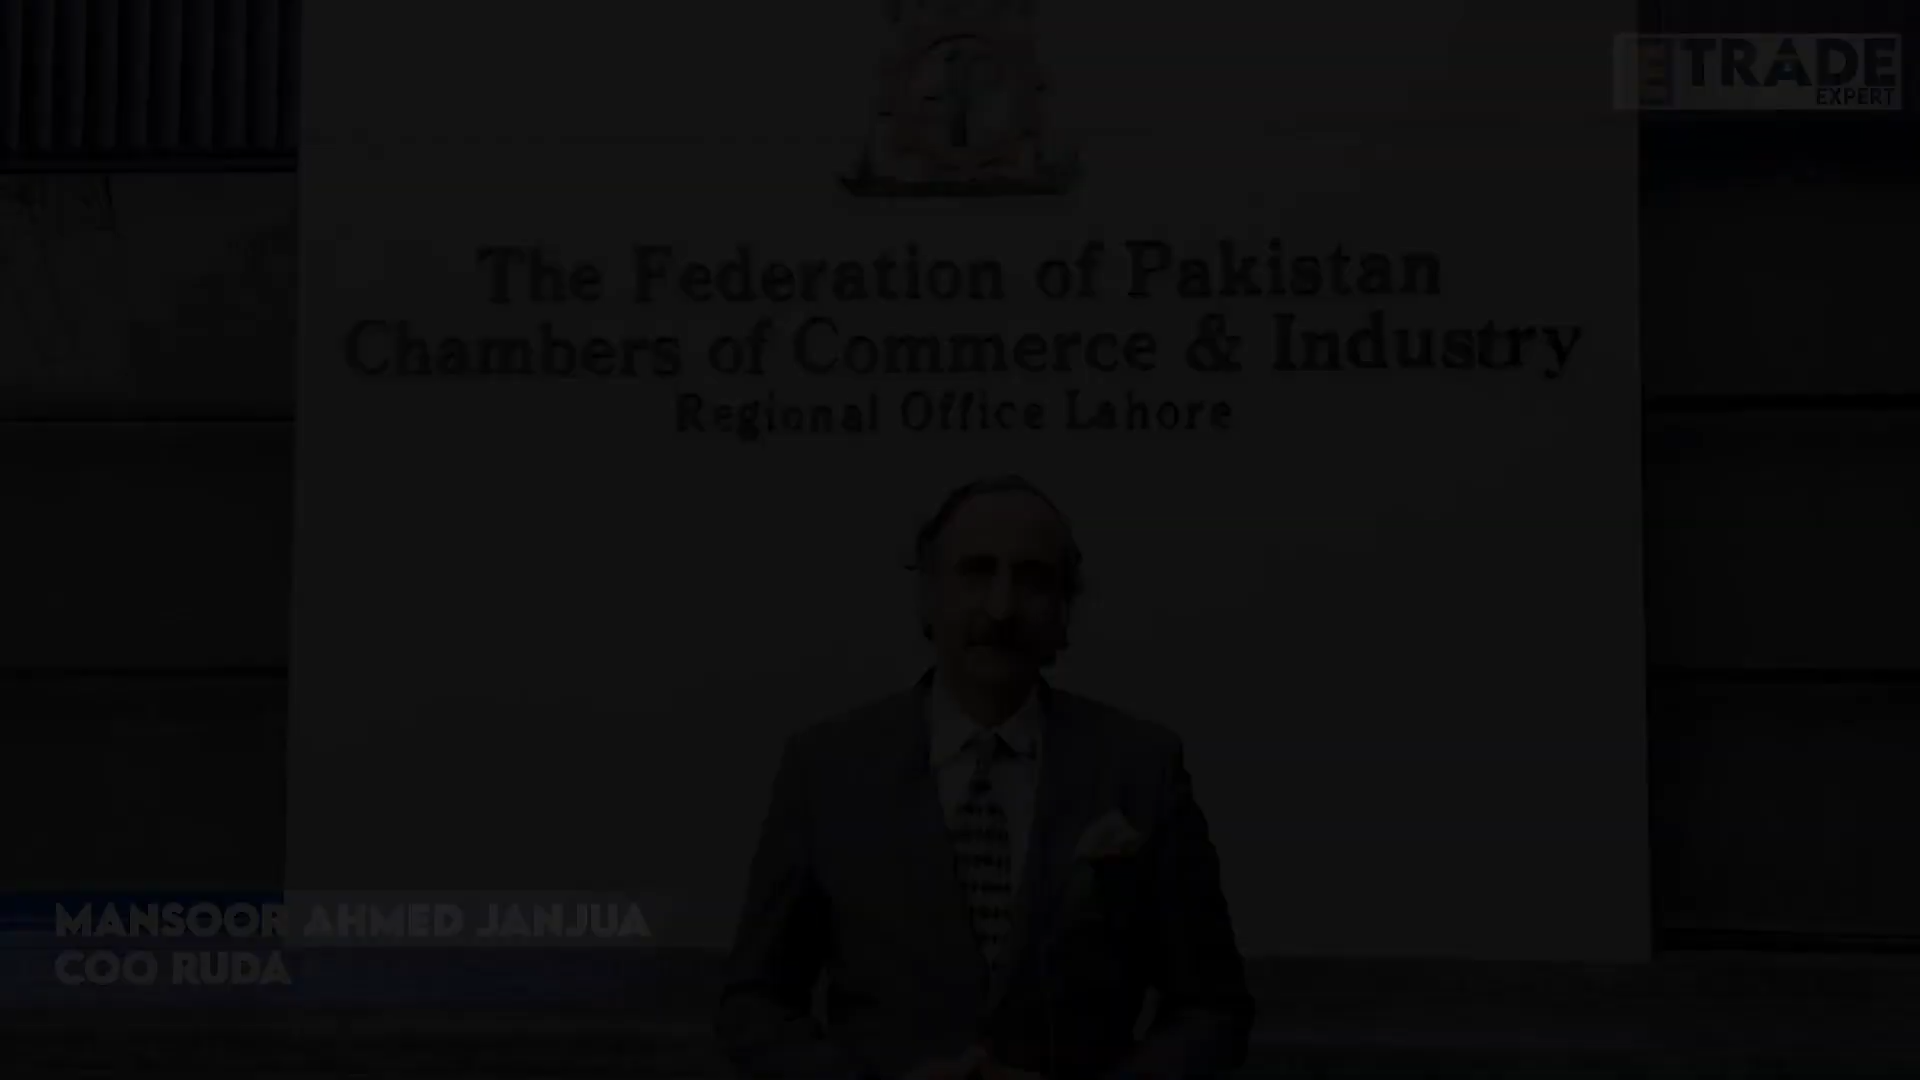 TRADE
EXPERT
The Federation of Pakistan
Chambers of Commerce & Industry
Regional Office Lahore
MANSOOR AHMED JANJUA
COO RUDA